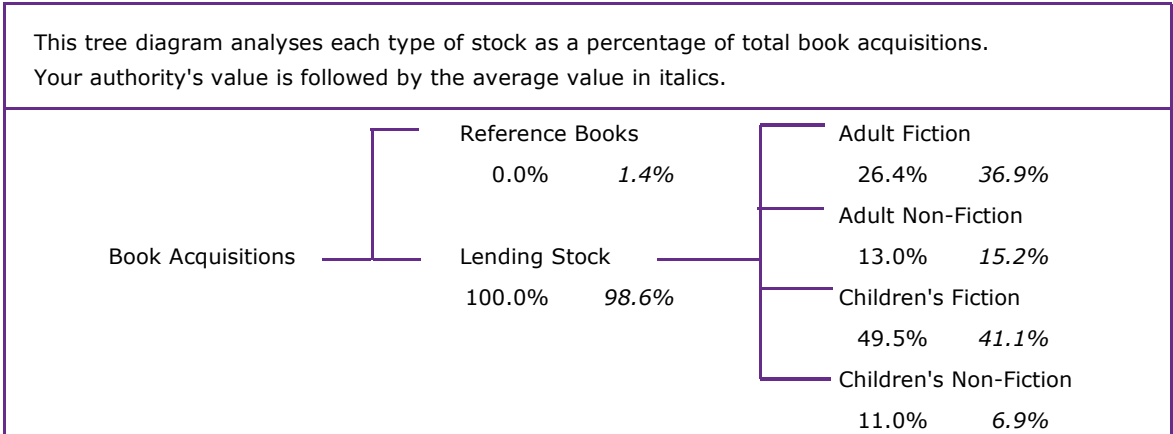 This tree diagram analyses each type of stock as a percentage of total book acquisitions.
Your authority's value is followed by the average value in italics.
Reference Books
0.0% 1.4%
Book Acquisitions
Lending Stock
100.0% 98.6%
Adult Fiction
26.4% 36.9%
Adult Non-Fiction
13.0% 15.2%
Children's Fiction
49.5% 41.1%
Children's Non-Fiction
11.0% 6.9%